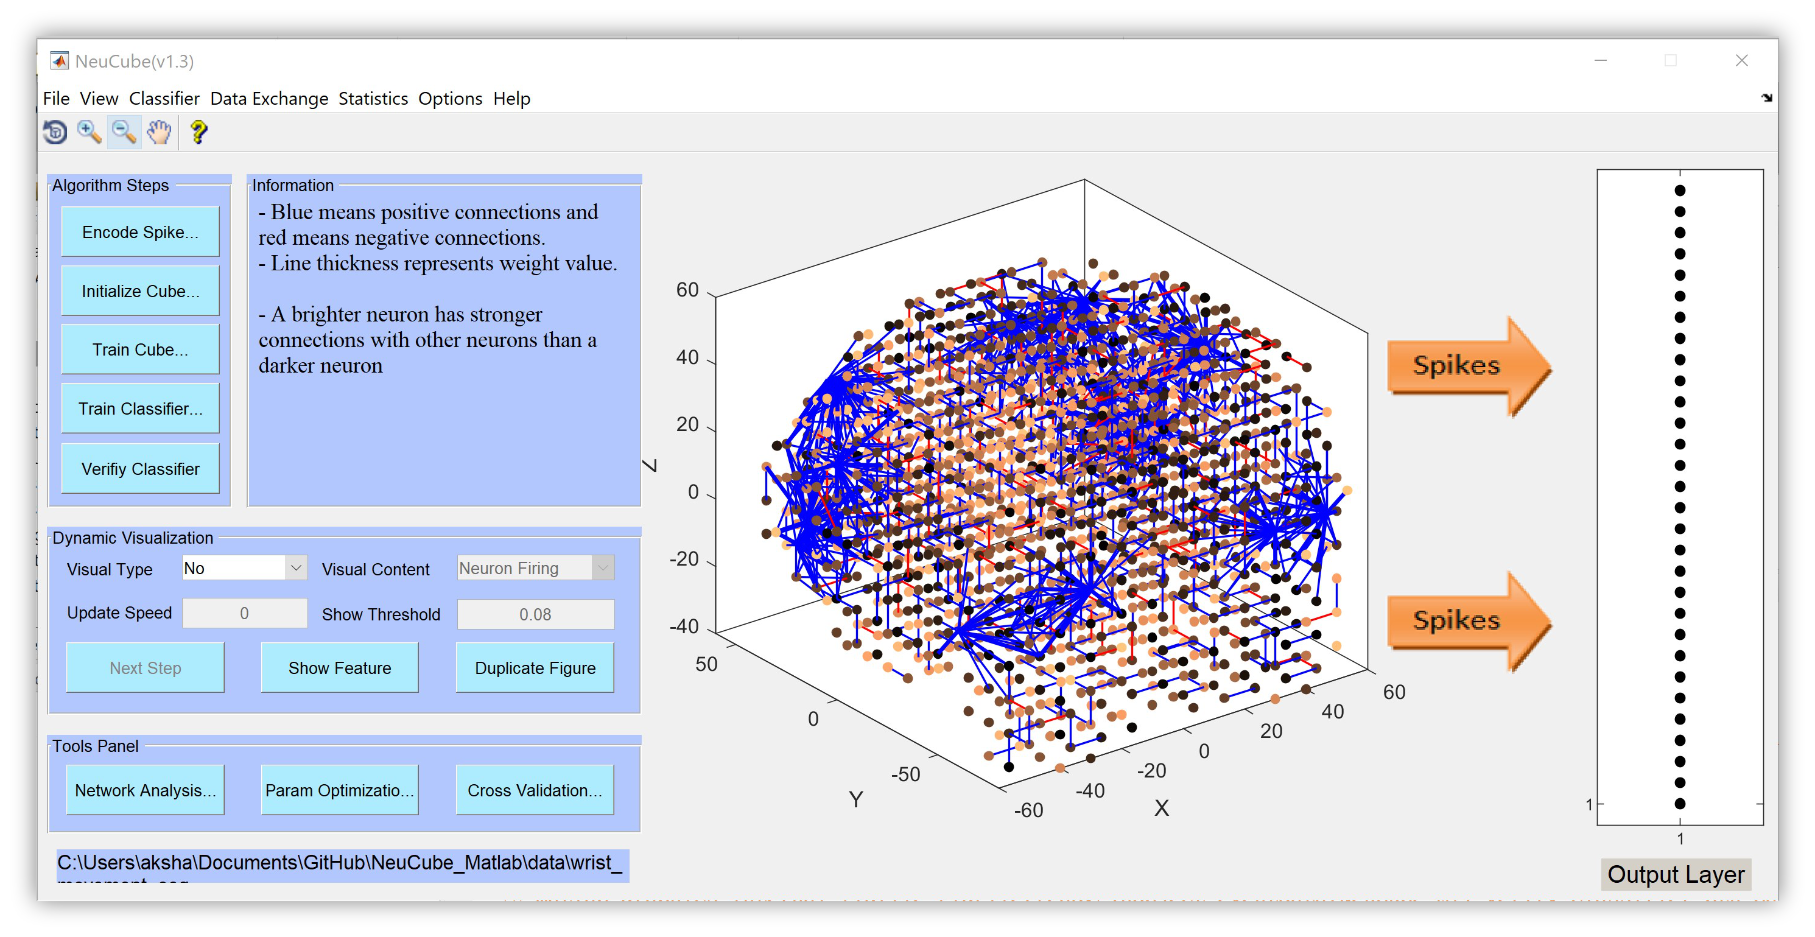 NeuCube(v1.3)
File View Classifier Data Exchange Statistics Options Help
Algorithm Steps
Encode Spike...
Initialize Cube...
Train Cube...
Train Classifier...
Verifiy Classifier
Information
- Blue means positive connections and
red means negative connections.
- Line thickness represents weight value.
- A brighter neuron has stronger
connections with other neurons than a
darker neuron
Dynamic Visualization
Visual Type No Visual Content Neuron Firing
Update Speed 0 Show Threshold 0.08
Next Step Show Feature Duplicate Figure
Tools Panel
Network Analysis... Param Optimizatio... Cross Validation...
C:\Users\aksha\Documents\GitHub\NeuCube_Matlab\data\wrist_
60
40
20
0
-20
-40
Z
50
0
-50
Y
-60
-40
-20
0
20
40
60
X
Spikes
Spikes
1
1
Output Layer